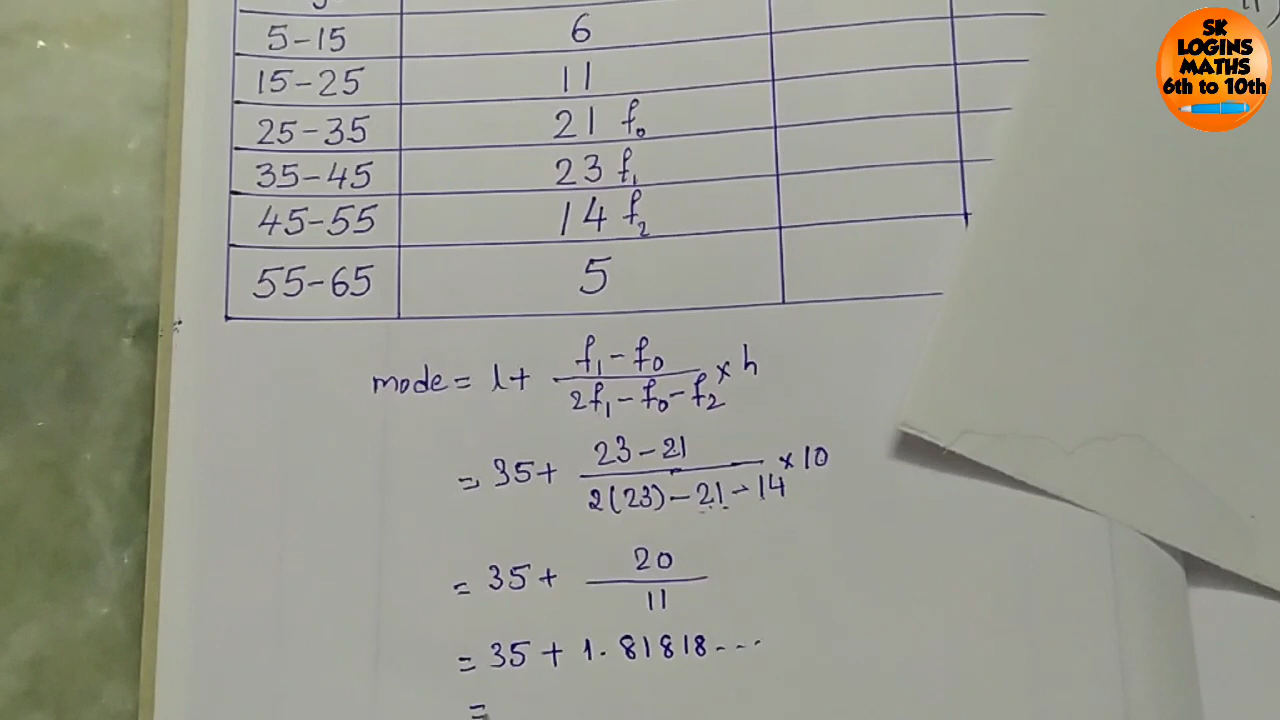 SK
LOGINS
MATHS
6th to 10th
5-15 6
15-25 11
25-35 21 f₀
35-45 23 f₁
45-55 14 f₂
55-65 5
mode = l + (f₁ - f₀)/(2f₁ - f₀ - f₂) × h
= 35 + (23 - 21)/(2(23) - 21 - 14) × 10
= 35 + 20/11
= 35 + 1.81818...
=